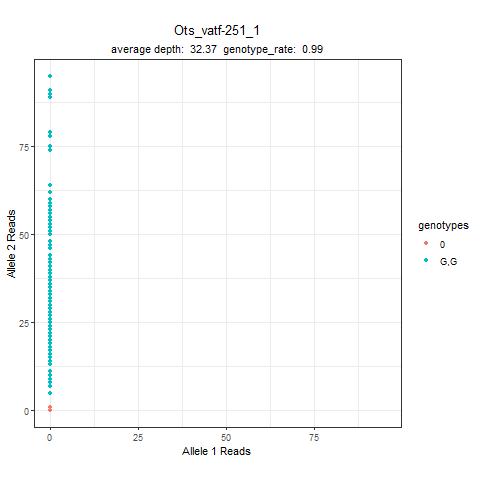 Ots_vatf-251_1
average depth: 32.37 genotype_rate: 0.99
75
50
25
0
Allele 2 Reads
0 25 50 75
Allele 1 Reads
genotypes
0
G,G